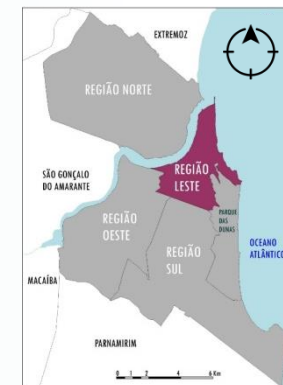 EXTREMOZ
REGIÃO NORTE
SÃO GONÇALO
DO AMARANTE
REGIÃO
LESTE
REGIÃO
OESTE
PARQUE
DAS
DUNAS
REGIÃO
SUL
OCEANO
ATLÂNTICO
MACAÍBA
PARNAMIRIM
0 1 2 4 6 Km